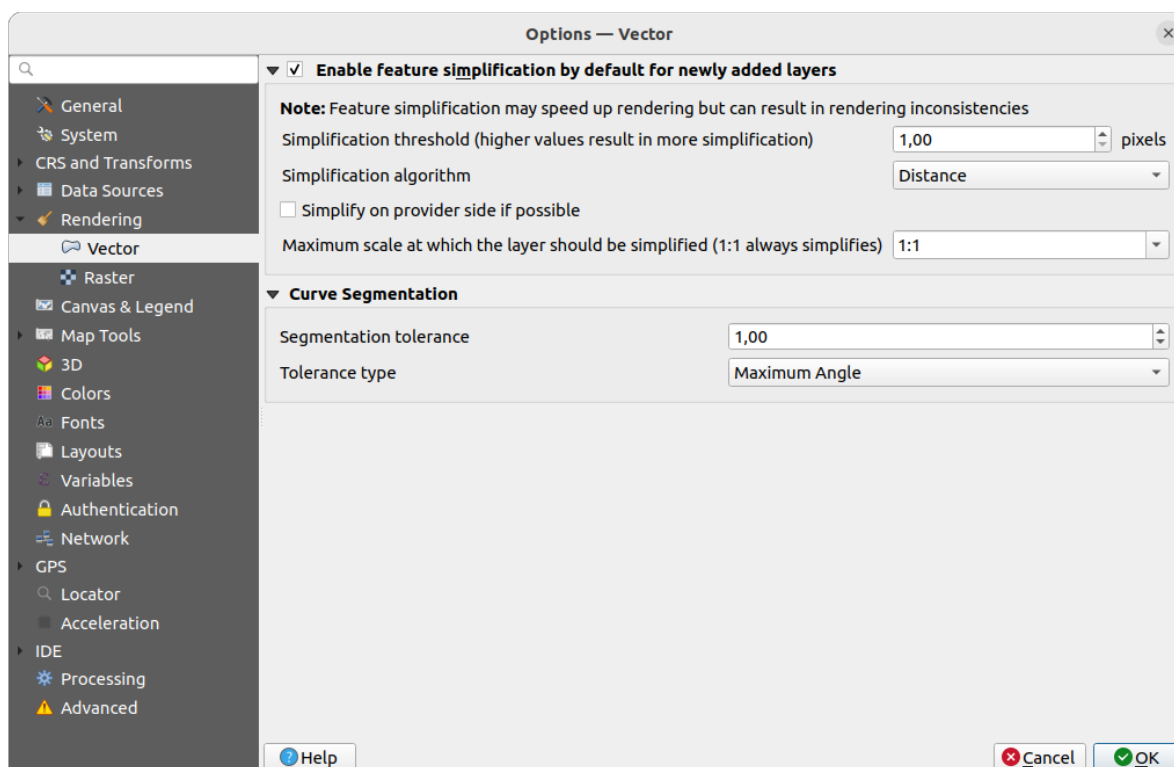 Options — Vector
Enable feature simplification by default for newly added layers
General
System
CRS and Transforms
Data Sources
Rendering
Vector
Raster
Canvas & Legend
Map Tools
3D
Colors
Aa Fonts
Layouts
Variables
Authentication
Network
GPS
Locator
Acceleration
IDE
Processing
Advanced
Note: Feature simplification may speed up rendering but can result in rendering inconsistencies
Simplification threshold (higher values result in more simplification) 1,00 pixels
Simplification algorithm Distance
Simplify on provider side if possible
Maximum scale at which the layer should be simplified (1:1 always simplifies) 1:1
Curve Segmentation
Segmentation tolerance 1,00
Tolerance type Maximum Angle
Help Cancel OK